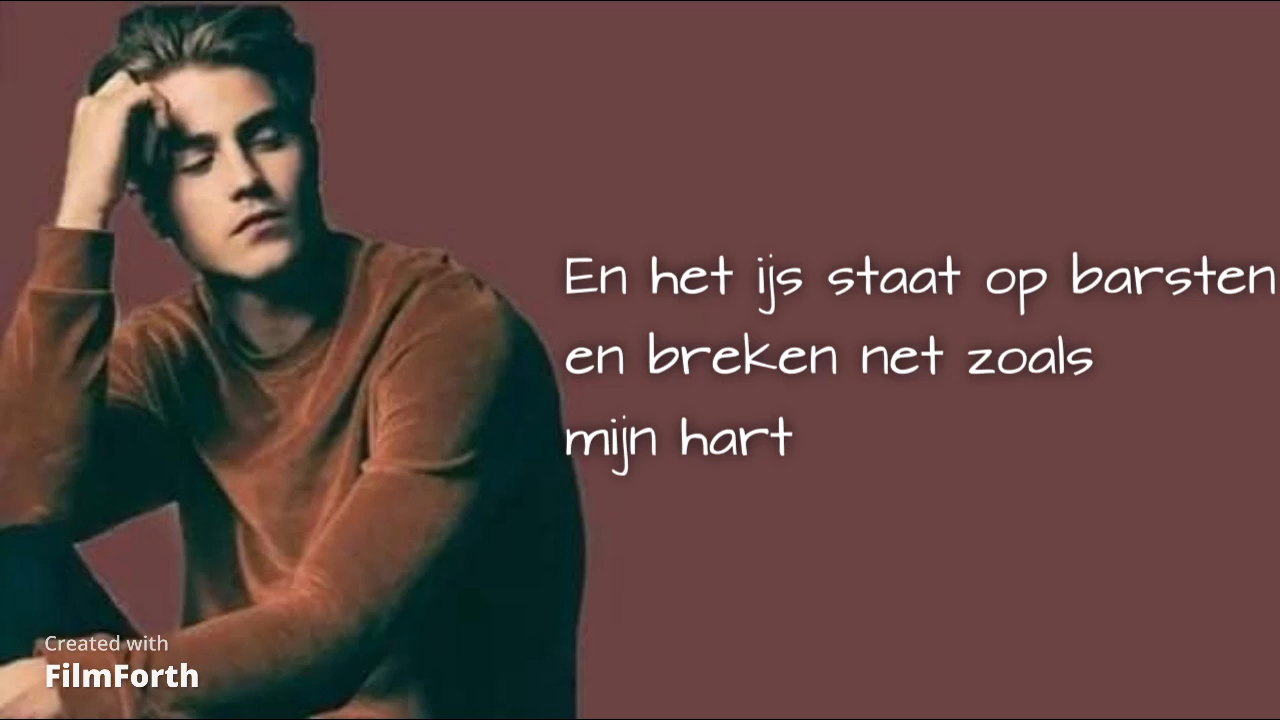 En het ijs staat op barsten
en breken net zoals
mijn hart
Created with
FilmForth